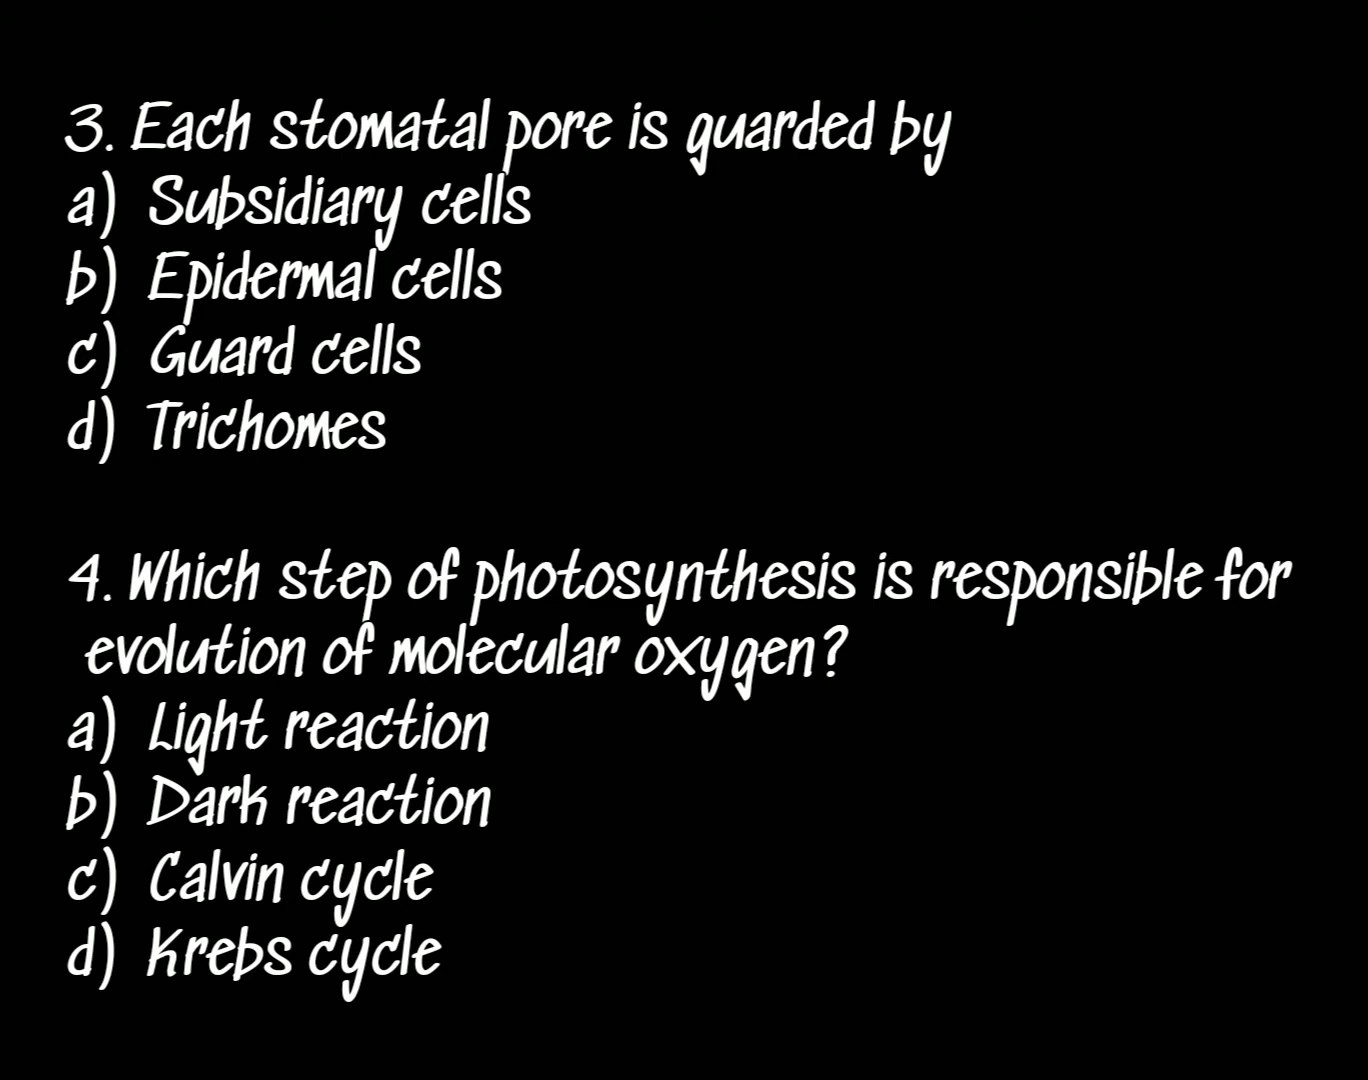 3. Each stomatal pore is guarded by
a) Subsidiary cells
b) Epidermal cells
c) Guard cells
d) Trichomes
4. Which step of photosynthesis is responsible for
evolution of molecular oxygen?
a) Light reaction
b) Dark reaction
c) Calvin cycle
d) Krebs cycle